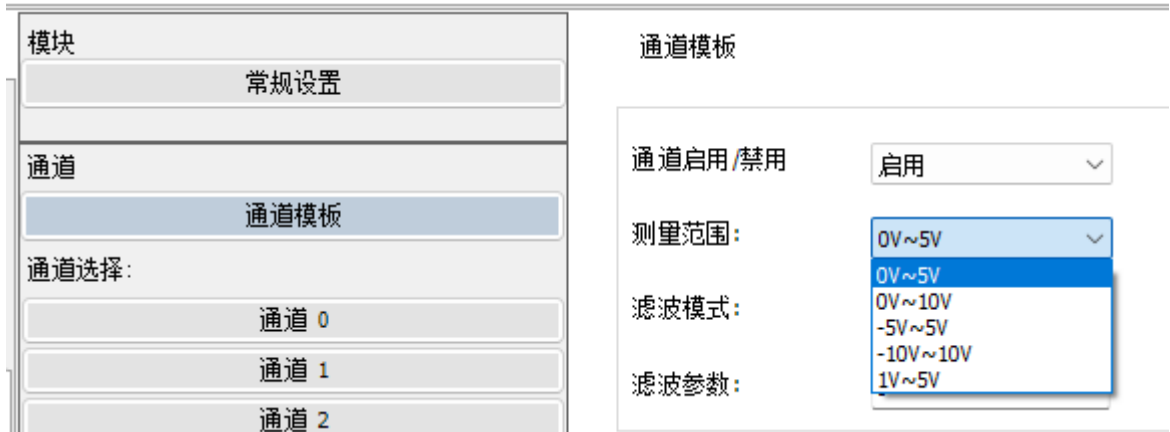 模块
常规设置
通道
通道模板
通道选择:
通道 0
通道 1
通道 2
通道模板
通道启用/禁用
启用
测量范围:
0V~5V
0V~5V
0V~10V
-5V~5V
-10V~10V
1V~5V
滤波模式:
滤波参数: